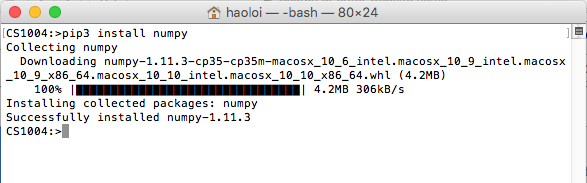 haoloi — -bash — 80×24
CS1004:>pip3 install numpy
Collecting numpy
  Downloading numpy-1.11.3-cp35-cp35m-macosx_10_6_intel.macosx_10_9_intel.macosx
_10_9_x86_64.macosx_10_10_intel.macosx_10_10_x86_64.whl (4.2MB)
    100% |████████████████████████████████| 4.2MB 306kB/s
Installing collected packages: numpy
Successfully installed numpy-1.11.3
CS1004:>